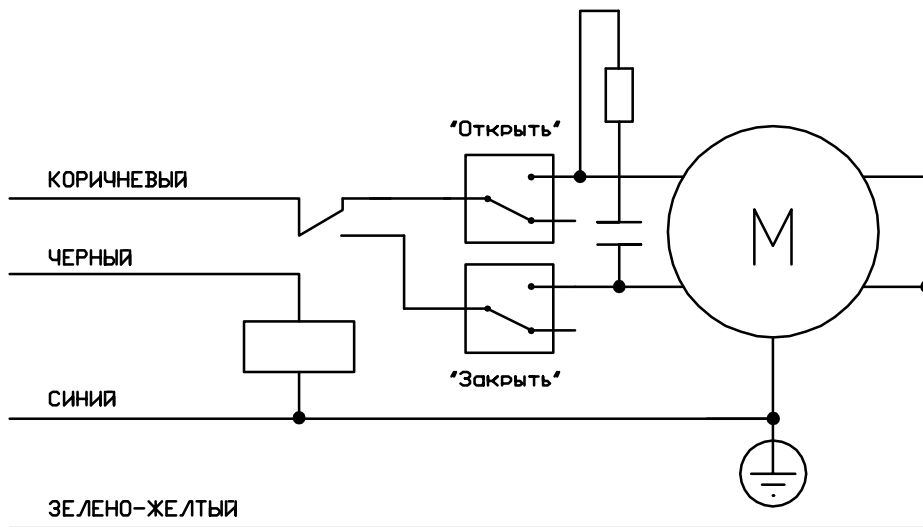 "Открыть"
КОРИЧНЕВЫЙ
M
ЧЕРНЫЙ
"Закрыть"
СИНИЙ
ЗЕЛЕНО-ЖЕЛТЫЙ